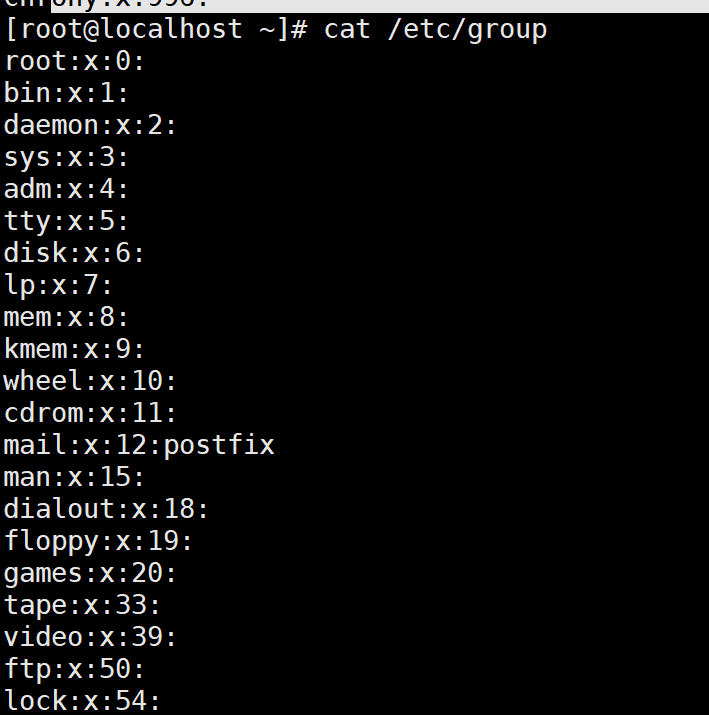 chrony:x:996:
[root@localhost ~]# cat /etc/group
root:x:0:
bin:x:1:
daemon:x:2:
sys:x:3:
adm:x:4:
tty:x:5:
disk:x:6:
lp:x:7:
mem:x:8:
kmem:x:9:
wheel:x:10:
cdrom:x:11:
mail:x:12:postfix
man:x:15:
dialout:x:18:
floppy:x:19:
games:x:20:
tape:x:33:
video:x:39:
ftp:x:50:
lock:x:54: